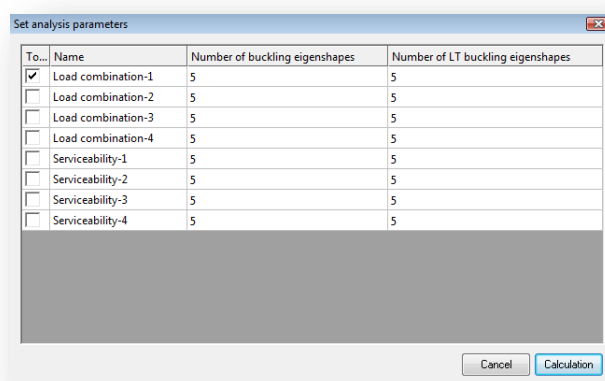 Set analysis parameters
To... Name Number of buckling eigenshapes Number of LT buckling eigenshapes
Load combination-1 5 5
Load combination-2 5 5
Load combination-3 5 5
Load combination-4 5 5
Serviceability-1 5 5
Serviceability-2 5 5
Serviceability-3 5 5
Serviceability-4 5 5
Cancel Calculation